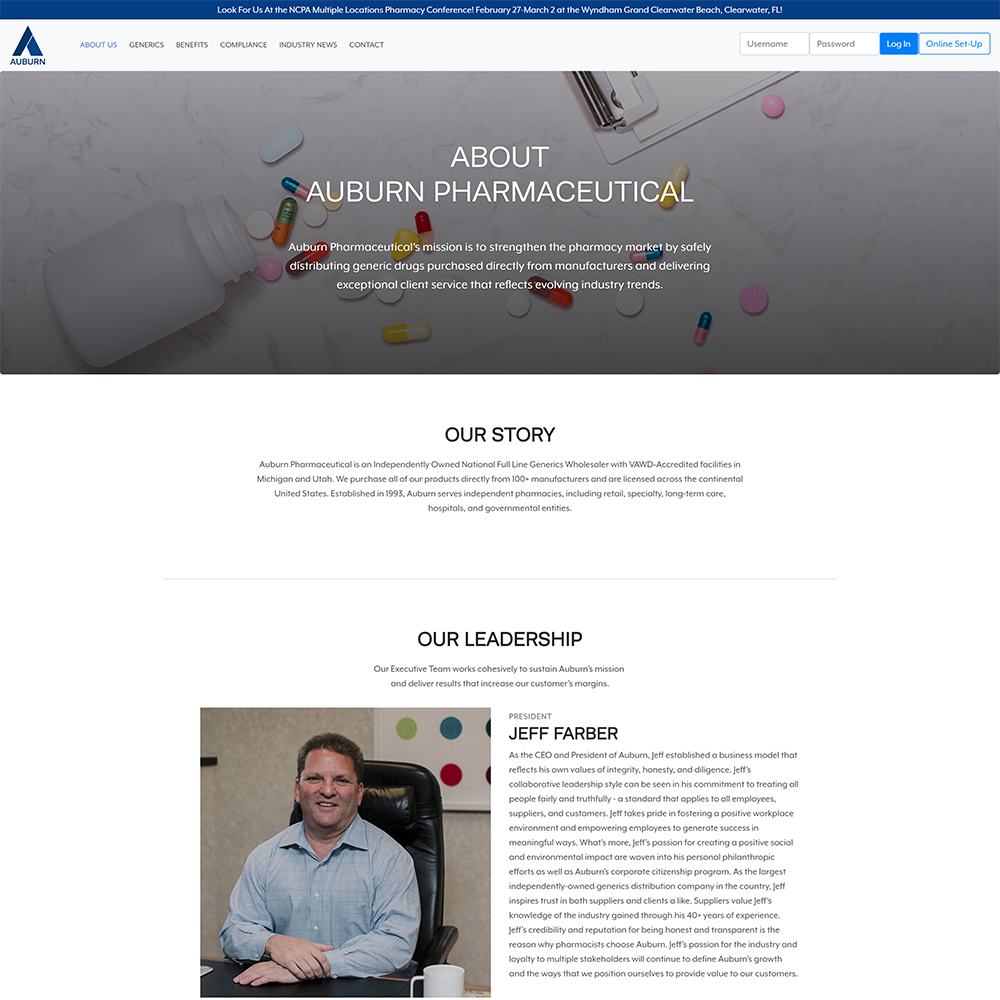 Look For Us At the NCPA Multiple Locations Pharmacy Conference! February 27-March 2 at the Wyndham Grand Clearwater Beach, Clearwater, FL!
AUBURN
ABOUT US GENERICS BENEFITS COMPLIANCE INDUSTRY NEWS CONTACT
Username Password Log In Online Set-Up
ABOUT
AUBURN PHARMACEUTICAL
Auburn Pharmaceutical's mission is to strengthen the pharmacy market by safely
distributing generic drugs purchased directly from manufacturers and delivering
exceptional client service that reflects evolving industry trends.
OUR STORY
Auburn Pharmaceutical is an Independently Owned National Full Line Generics Wholesaler with VAWD-Accredited facilities in
Michigan and Utah. We purchase all of our products directly from 100+ manufacturers and are licensed across the continental
United States. Established in 1993, Auburn serves independent pharmacies, including retail, specialty, long-term care,
hospitals, and governmental entities.
OUR LEADERSHIP
Our Executive Team works cohesively to sustain Auburn's mission
and deliver results that increase our customer's margins.
PRESIDENT
JEFF FARBER
As the CEO and President of Auburn, Jeff established a business model that
reflects his own values of integrity, honesty, and diligence. Jeff's
collaborative leadership style can be seen in his commitment to treating all
people fairly and truthfully - a standard that applies to all employees,
suppliers, and customers. Jeff takes pride in fostering a positive workplace
environment and empowering employees to generate success in
meaningful ways. What's more, Jeff's passion for creating a positive social
and environmental impact are woven into his personal philanthropic
efforts as well as Auburn's corporate citizenship program. As the largest
independently-owned generics distribution company in the country, Jeff
inspires trust in both suppliers and clients a like. Suppliers value Jeff's
knowledge of the industry gained through his 40+ years of experience.
Jeff's credibility and reputation for being honest and transparent is the
reason why pharmacists choose Auburn. Jeff's passion for the industry and
loyalty to multiple stakeholders will continue to define Auburn's growth
and the ways that we position ourselves to provide value to our customers.